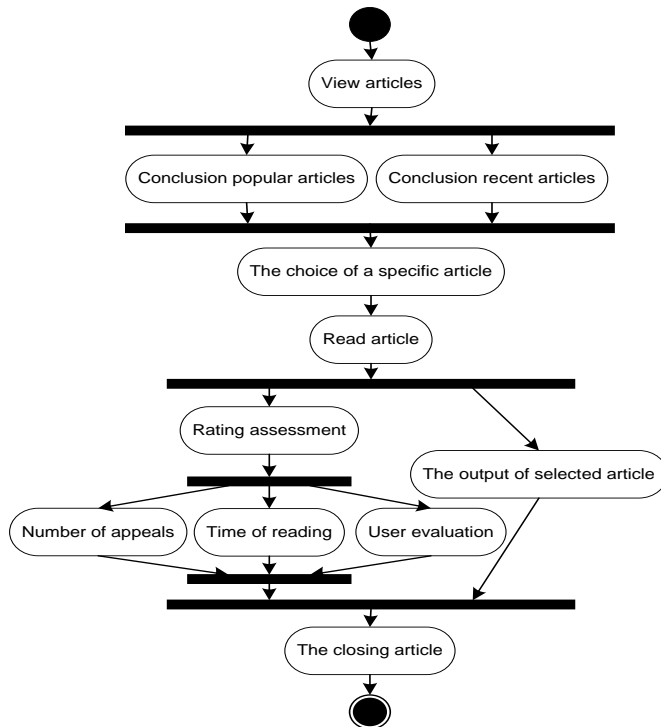 View articles
Conclusion popular articles
Conclusion recent articles
The choice of a specific article
Read article
Rating assessment
The output of selected article
Number of appeals
Time of reading
User evaluation
The closing article